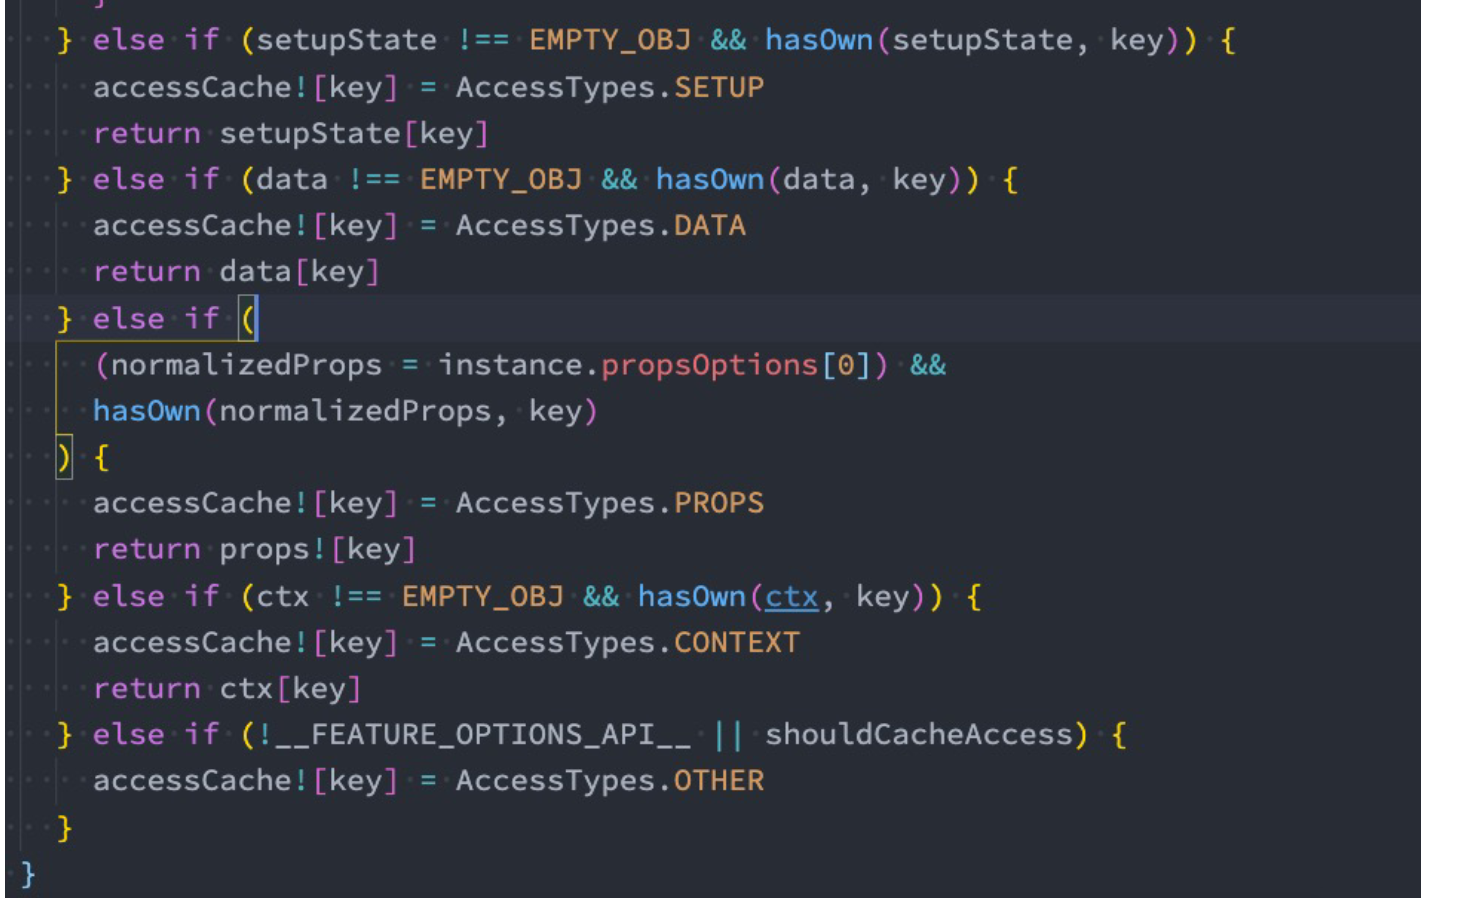 }
} else if (setupState !== EMPTY_OBJ && hasOwn(setupState, key)) {
accessCache![key] = AccessTypes.SETUP
return setupState[key]
} else if (data !== EMPTY_OBJ && hasOwn(data, key)) {
accessCache![key] = AccessTypes.DATA
return data[key]
} else if (
(normalizedProps = instance.propsOptions[0]) &&
hasOwn(normalizedProps, key)
) {
accessCache![key] = AccessTypes.PROPS
return props![key]
} else if (ctx !== EMPTY_OBJ && hasOwn(ctx, key)) {
accessCache![key] = AccessTypes.CONTEXT
return ctx[key]
} else if (!__FEATURE_OPTIONS_API__ || shouldCacheAccess) {
accessCache![key] = AccessTypes.OTHER
}
}